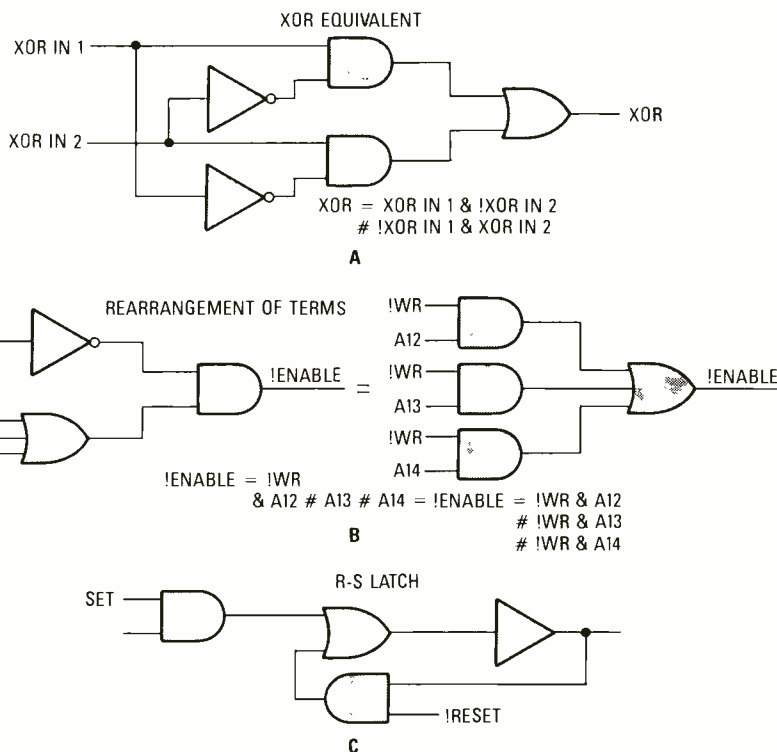 XOR EQUIVALENT
XOR IN 1
XOR
XOR IN 2
XOR = XOR IN 1 & !XOR IN 2
# !XOR IN 1 & XOR IN 2
A
REARRANGEMENT OF TERMS
!WR
A12
!ENABLE
=
!WR
A13
!ENABLE
!WR
A14
!ENABLE = !WR
& A12 # A13 # A14 = !ENABLE = !WR & A12
# !WR & A13
# !WR & A14
B
R-S LATCH
SET
!RESET
C